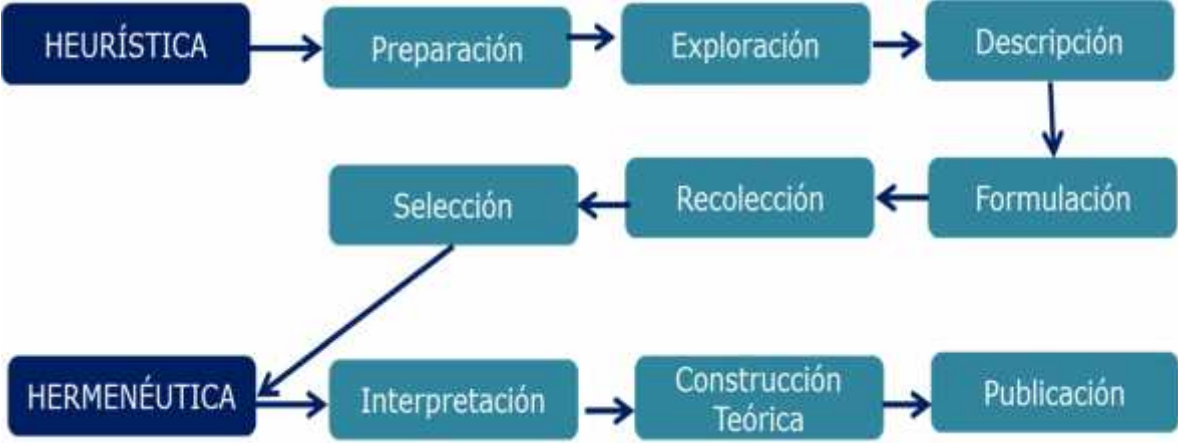 HEURÍSTICA
Preparación
Exploración
Descripción
Formulación
Recolección
Selección
HERMENÉUTICA
Interpretación
Construcción
Teórica
Publicación